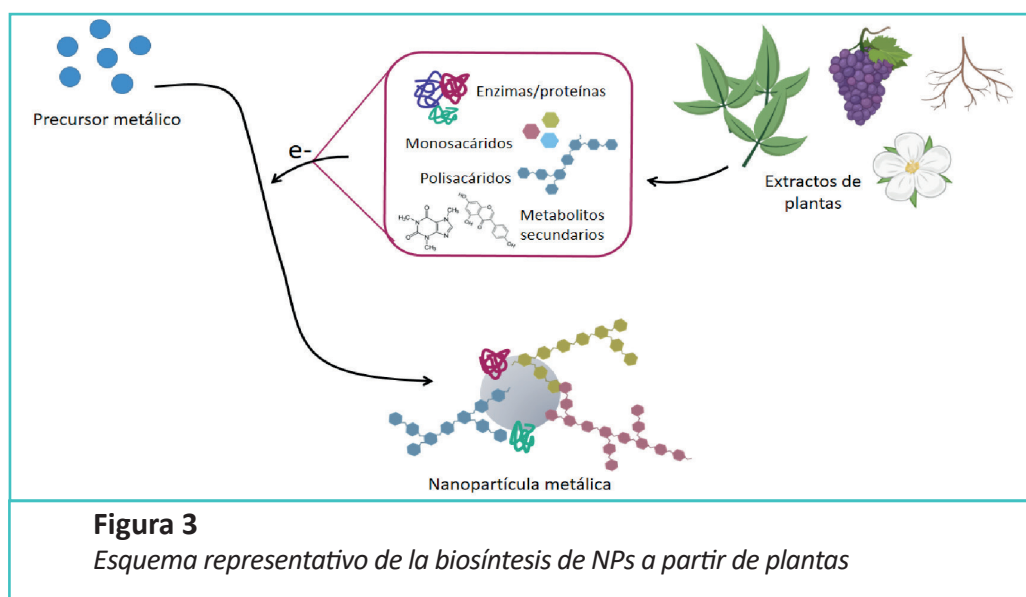 Precursor metálico
e-
Enzimas/proteínas
Monosacáridos
Polisacáridos
Metabolitos
secundarios
Extractos de
plantas
Nanopartícula metálica
Figura 3
Esquema representativo de la biosíntesis de NPs a partir de plantas